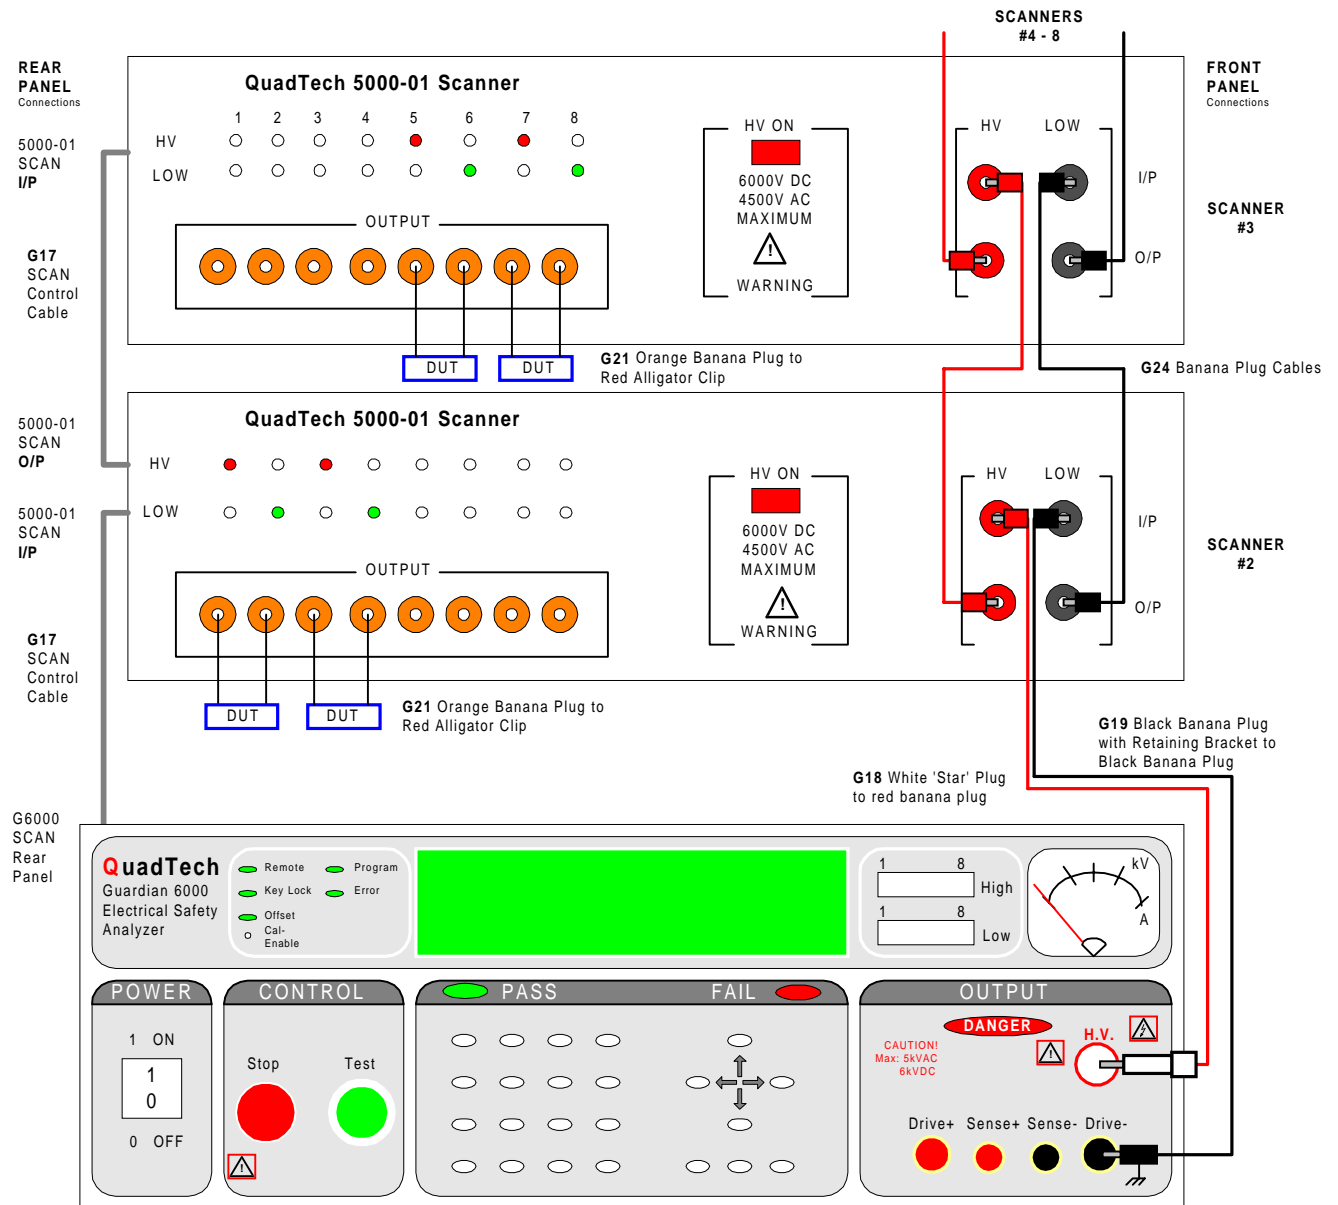 SCANNERS
#4 - 8
REAR
PANEL
Connections
QuadTech 5000-01 Scanner
FRONT
PANEL
Connections
1 2 3 4 5 6 7 8
HV
LOW
5000-01
SCAN
I/P
HV ON
6000V DC
4500V AC
MAXIMUM
!
WARNING
HV LOW
I/P
O/P
SCANNER
#3
OUTPUT
G17
SCAN
Control
Cable
DUT DUT
G21 Orange Banana Plug to
Red Alligator Clip
G24 Banana Plug Cables
QuadTech 5000-01 Scanner
5000-01
SCAN
O/P
HV
LOW
5000-01
SCAN
I/P
HV ON
6000V DC
4500V AC
MAXIMUM
!
WARNING
HV LOW
I/P
O/P
SCANNER
#2
OUTPUT
G17
SCAN
Control
Cable
DUT DUT
G21 Orange Banana Plug to
Red Alligator Clip
G19 Black Banana Plug
with Retaining Bracket to
Black Banana Plug
G18 White 'Star' Plug
to red banana plug
G6000
SCAN
Rear
Panel
QuadTech
Guardian 6000
Electrical Safety
Analyzer
Remote Program
Key Lock Error
Offset
Cal-
Enable
1 8
High
1 8
Low
kV
A
POWER
1 ON
1
0
0 OFF
CONTROL
Stop Test
!
PASS FAIL
OUTPUT
DANGER
CAUTION!
Max: 5kVAC
6kVDC
!
H.V.
Drive+ Sense+ Sense- Drive-